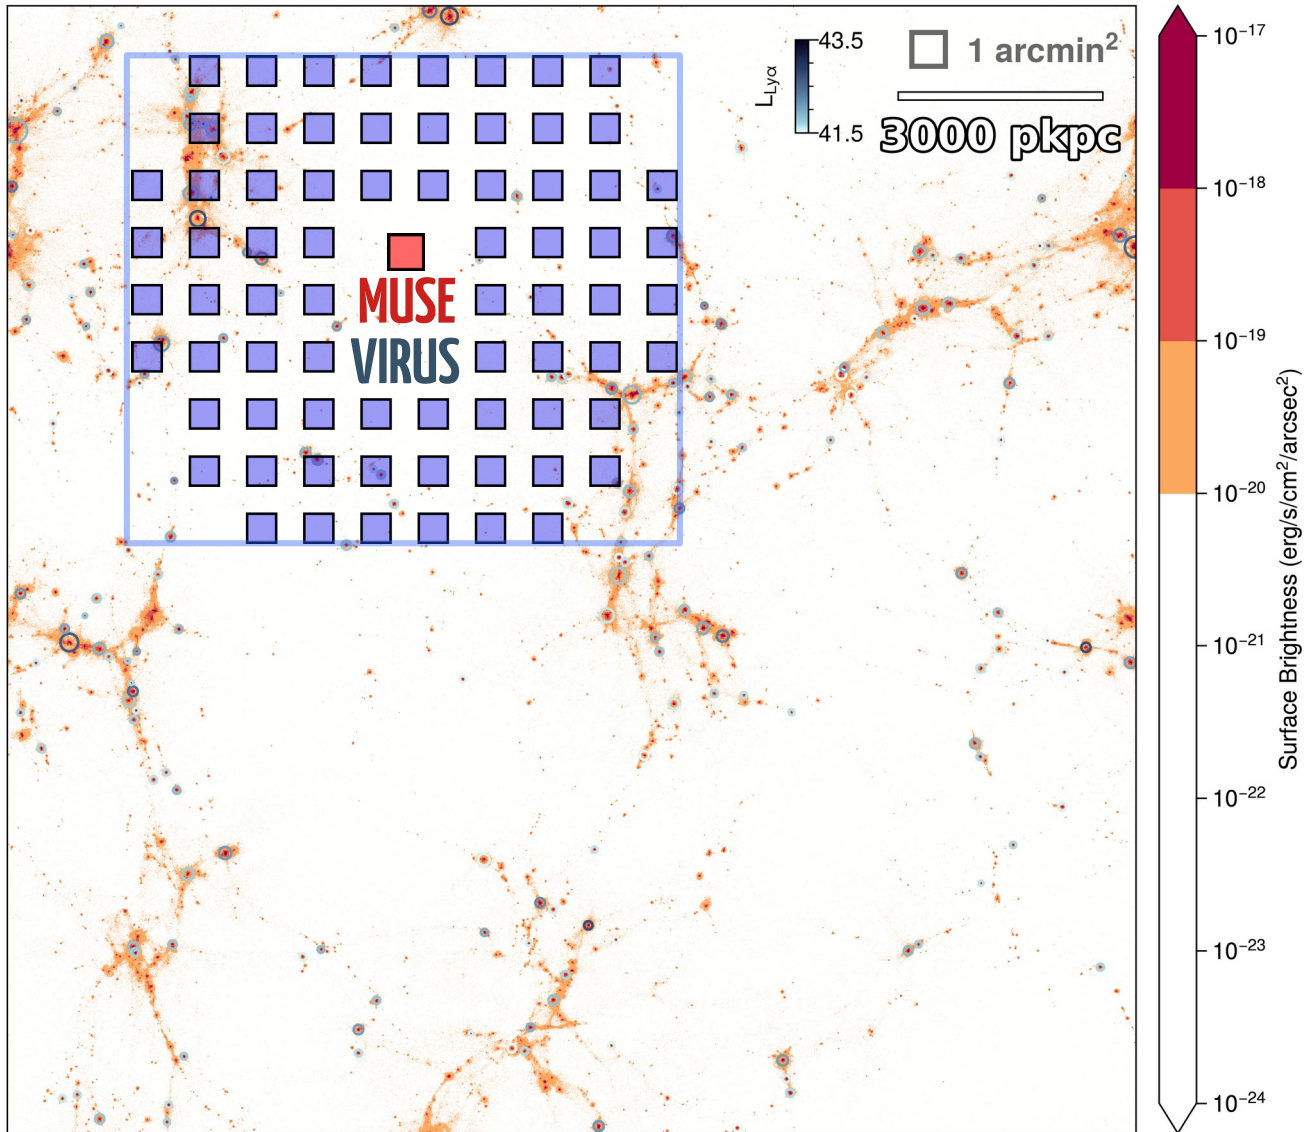 43.5
L_Lyα
41.5
1 arcmin²
3000 pkpc
MUSE
VIRUS
10⁻¹⁷
10⁻¹⁸
10⁻¹⁹
10⁻²⁰
10⁻²¹
10⁻²²
10⁻²³
10⁻²⁴
Surface Brightness (erg/s/cm²/arcsec²)